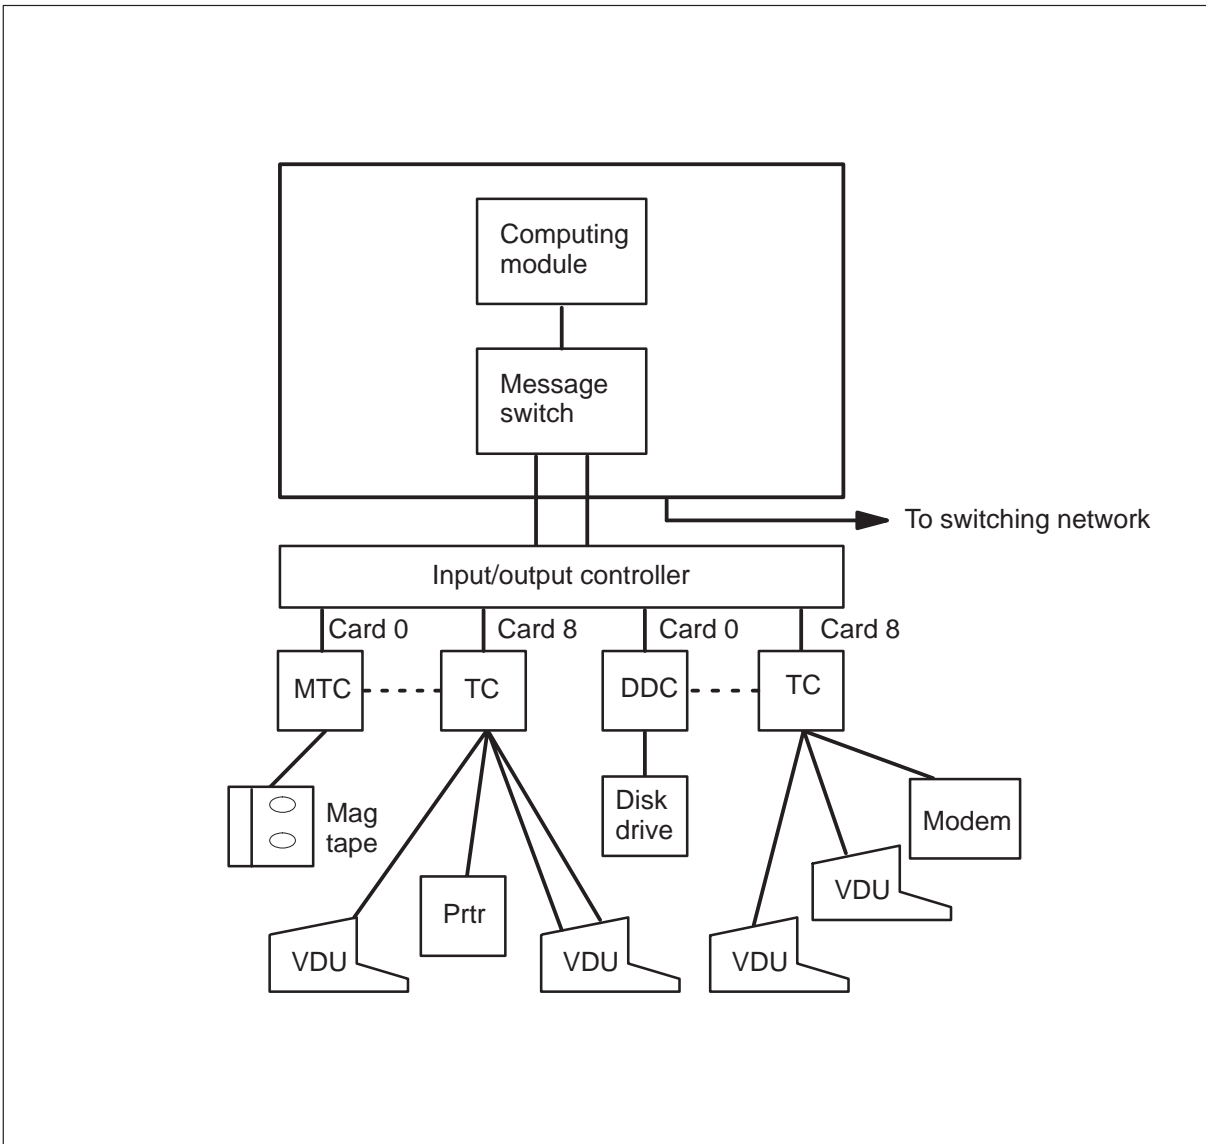 Computing
module
Message
switch
To switching network
Input/output controller
Card 0
Card 8
Card 0
Card 8
MTC
TC
DDC
TC
Mag
tape
Disk
drive
Modem
VDU
Prtr
VDU
VDU
VDU